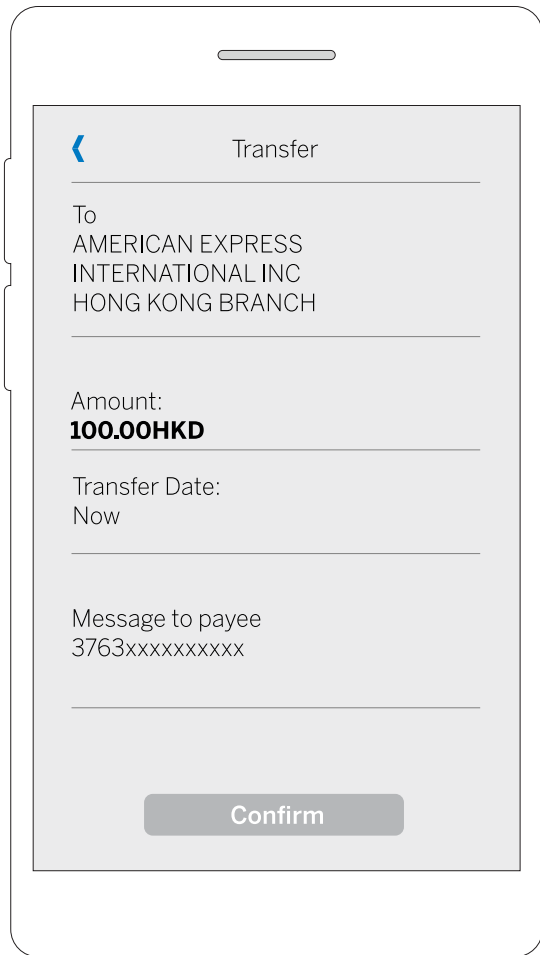 Transfer
To
AMERICAN EXPRESS
INTERNATIONAL INC
HONG KONG BRANCH
Amount:
100.00HKD
Transfer Date:
Now
Message to payee
3763xxxxxxxxxx
Confirm